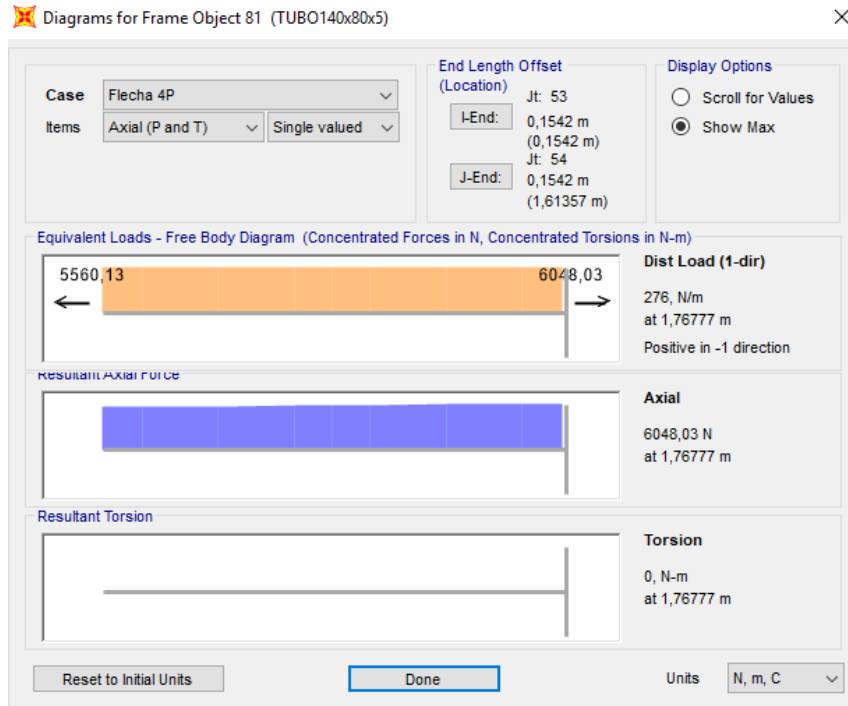 Diagrams for Frame Object 81 (TUBO140x80x5)
Case Flecha 4P
Items Axial (P and T) Single valued
End Length Offset
(Location)
I-End: Jt: 53
0,1542 m
(0,1542 m)
J-End: Jt: 54
0,1542 m
(1,61357 m)
Display Options
Scroll for Values
Show Max
Equivalent Loads - Free Body Diagram (Concentrated Forces in N, Concentrated Torsions in N-m)
5560,13 6048,03
Dist Load (1-dir)
276, N/m
at 1,76777 m
Positive in -1 direction
Resultant Axial Force
Axial
6048,03 N
at 1,76777 m
Resultant Torsion
Torsion
0, N-m
at 1,76777 m
Reset to Initial Units Done Units N, m, C